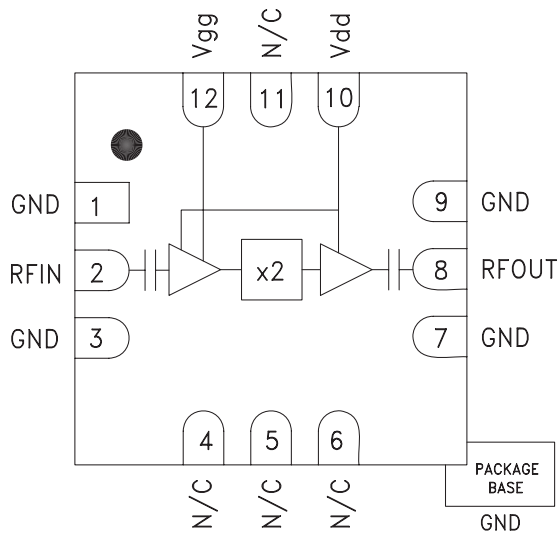 Vgg
N/C
Vdd
12
11
10
GND
1
9
GND
RFIN
2
x2
8
RFOUT
GND
3
7
GND
4
5
6
N/C
N/C
N/C
PACKAGE
BASE
GND